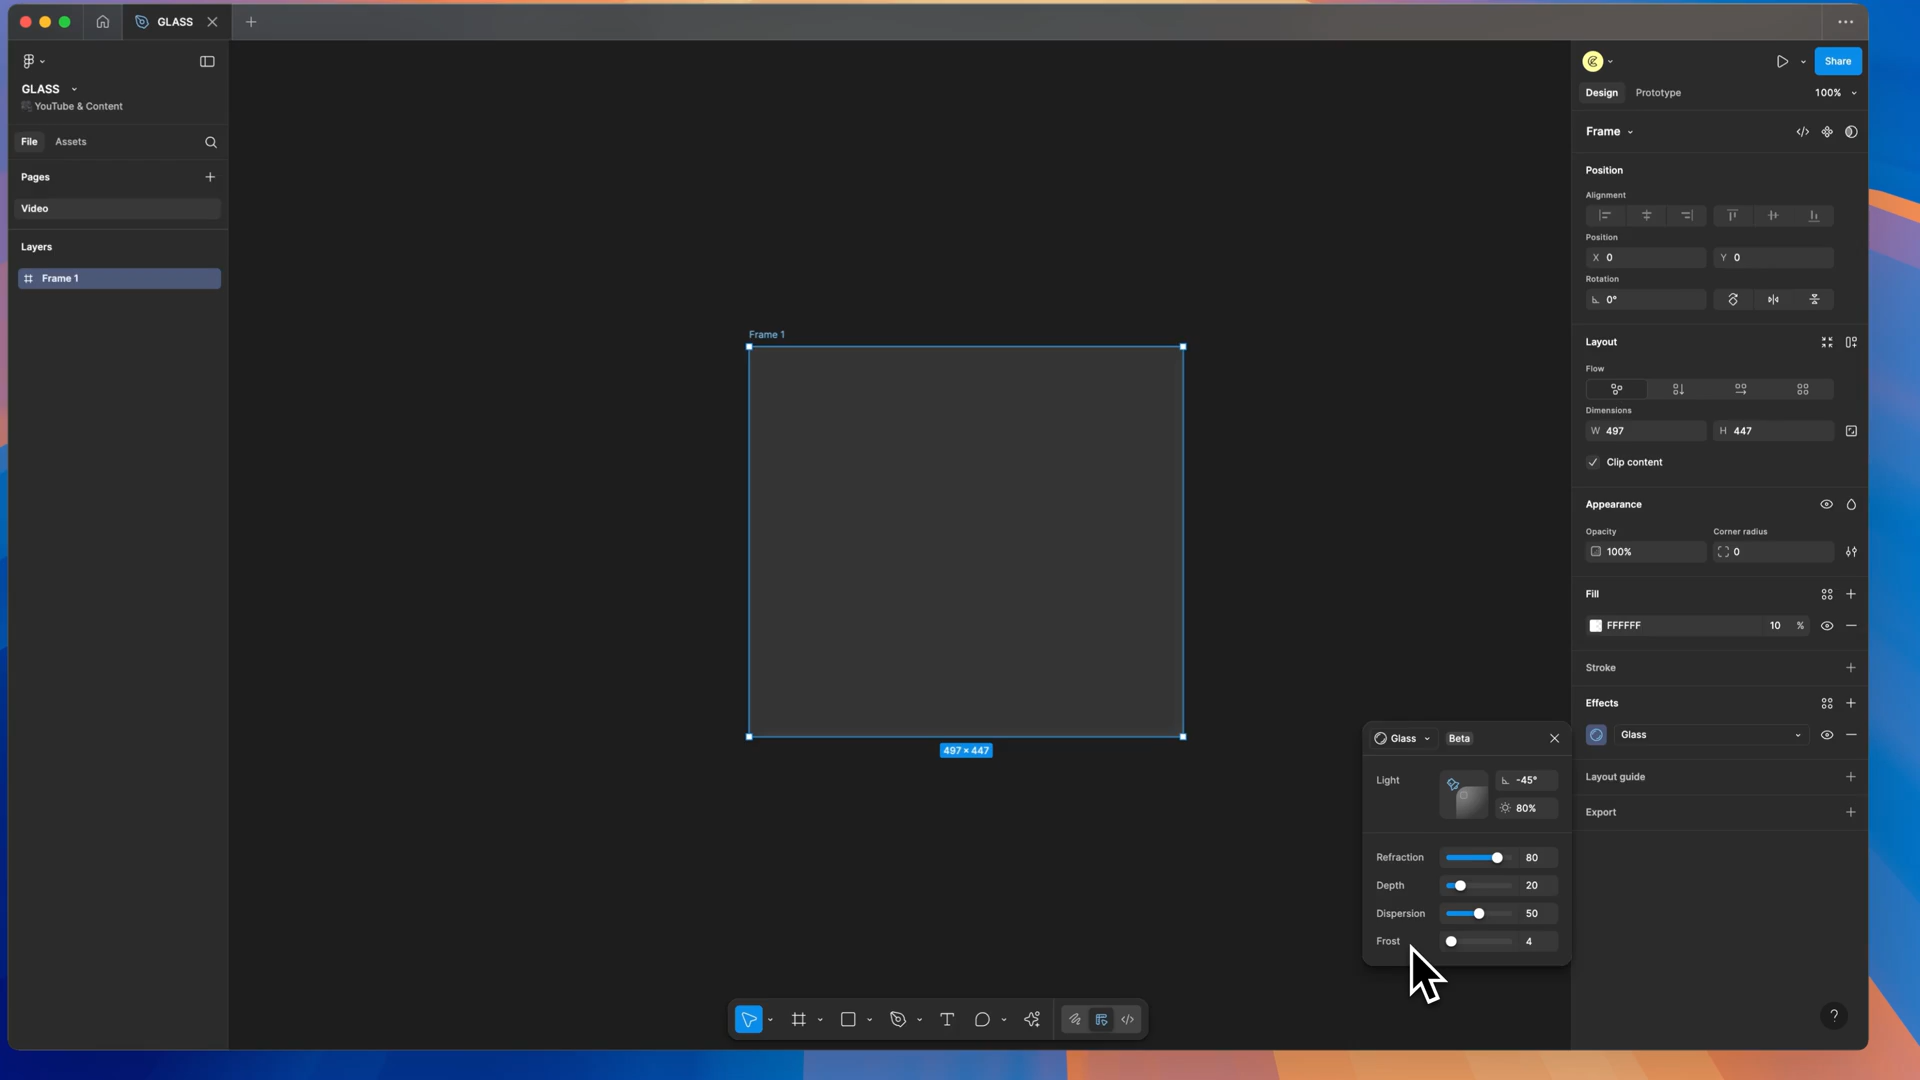 GLASS
GLASS
YouTube & Content
File
Assets
Pages
Video
Layers
Frame 1
Frame 1
497 × 447
Glass
Beta
Light
-45°
80%
Refraction
80
Depth
20
Dispersion
50
Frost
4
Share
Design
Prototype
100%
Frame
Position
Alignment
Position
X 0
Y 0
Rotation
0°
Layout
Flow
Dimensions
W 497
H 447
Clip content
Appearance
Opacity
Corner radius
100%
0
Fill
FFFFFF
10
%
Stroke
Effects
Glass
Layout guide
Export
?